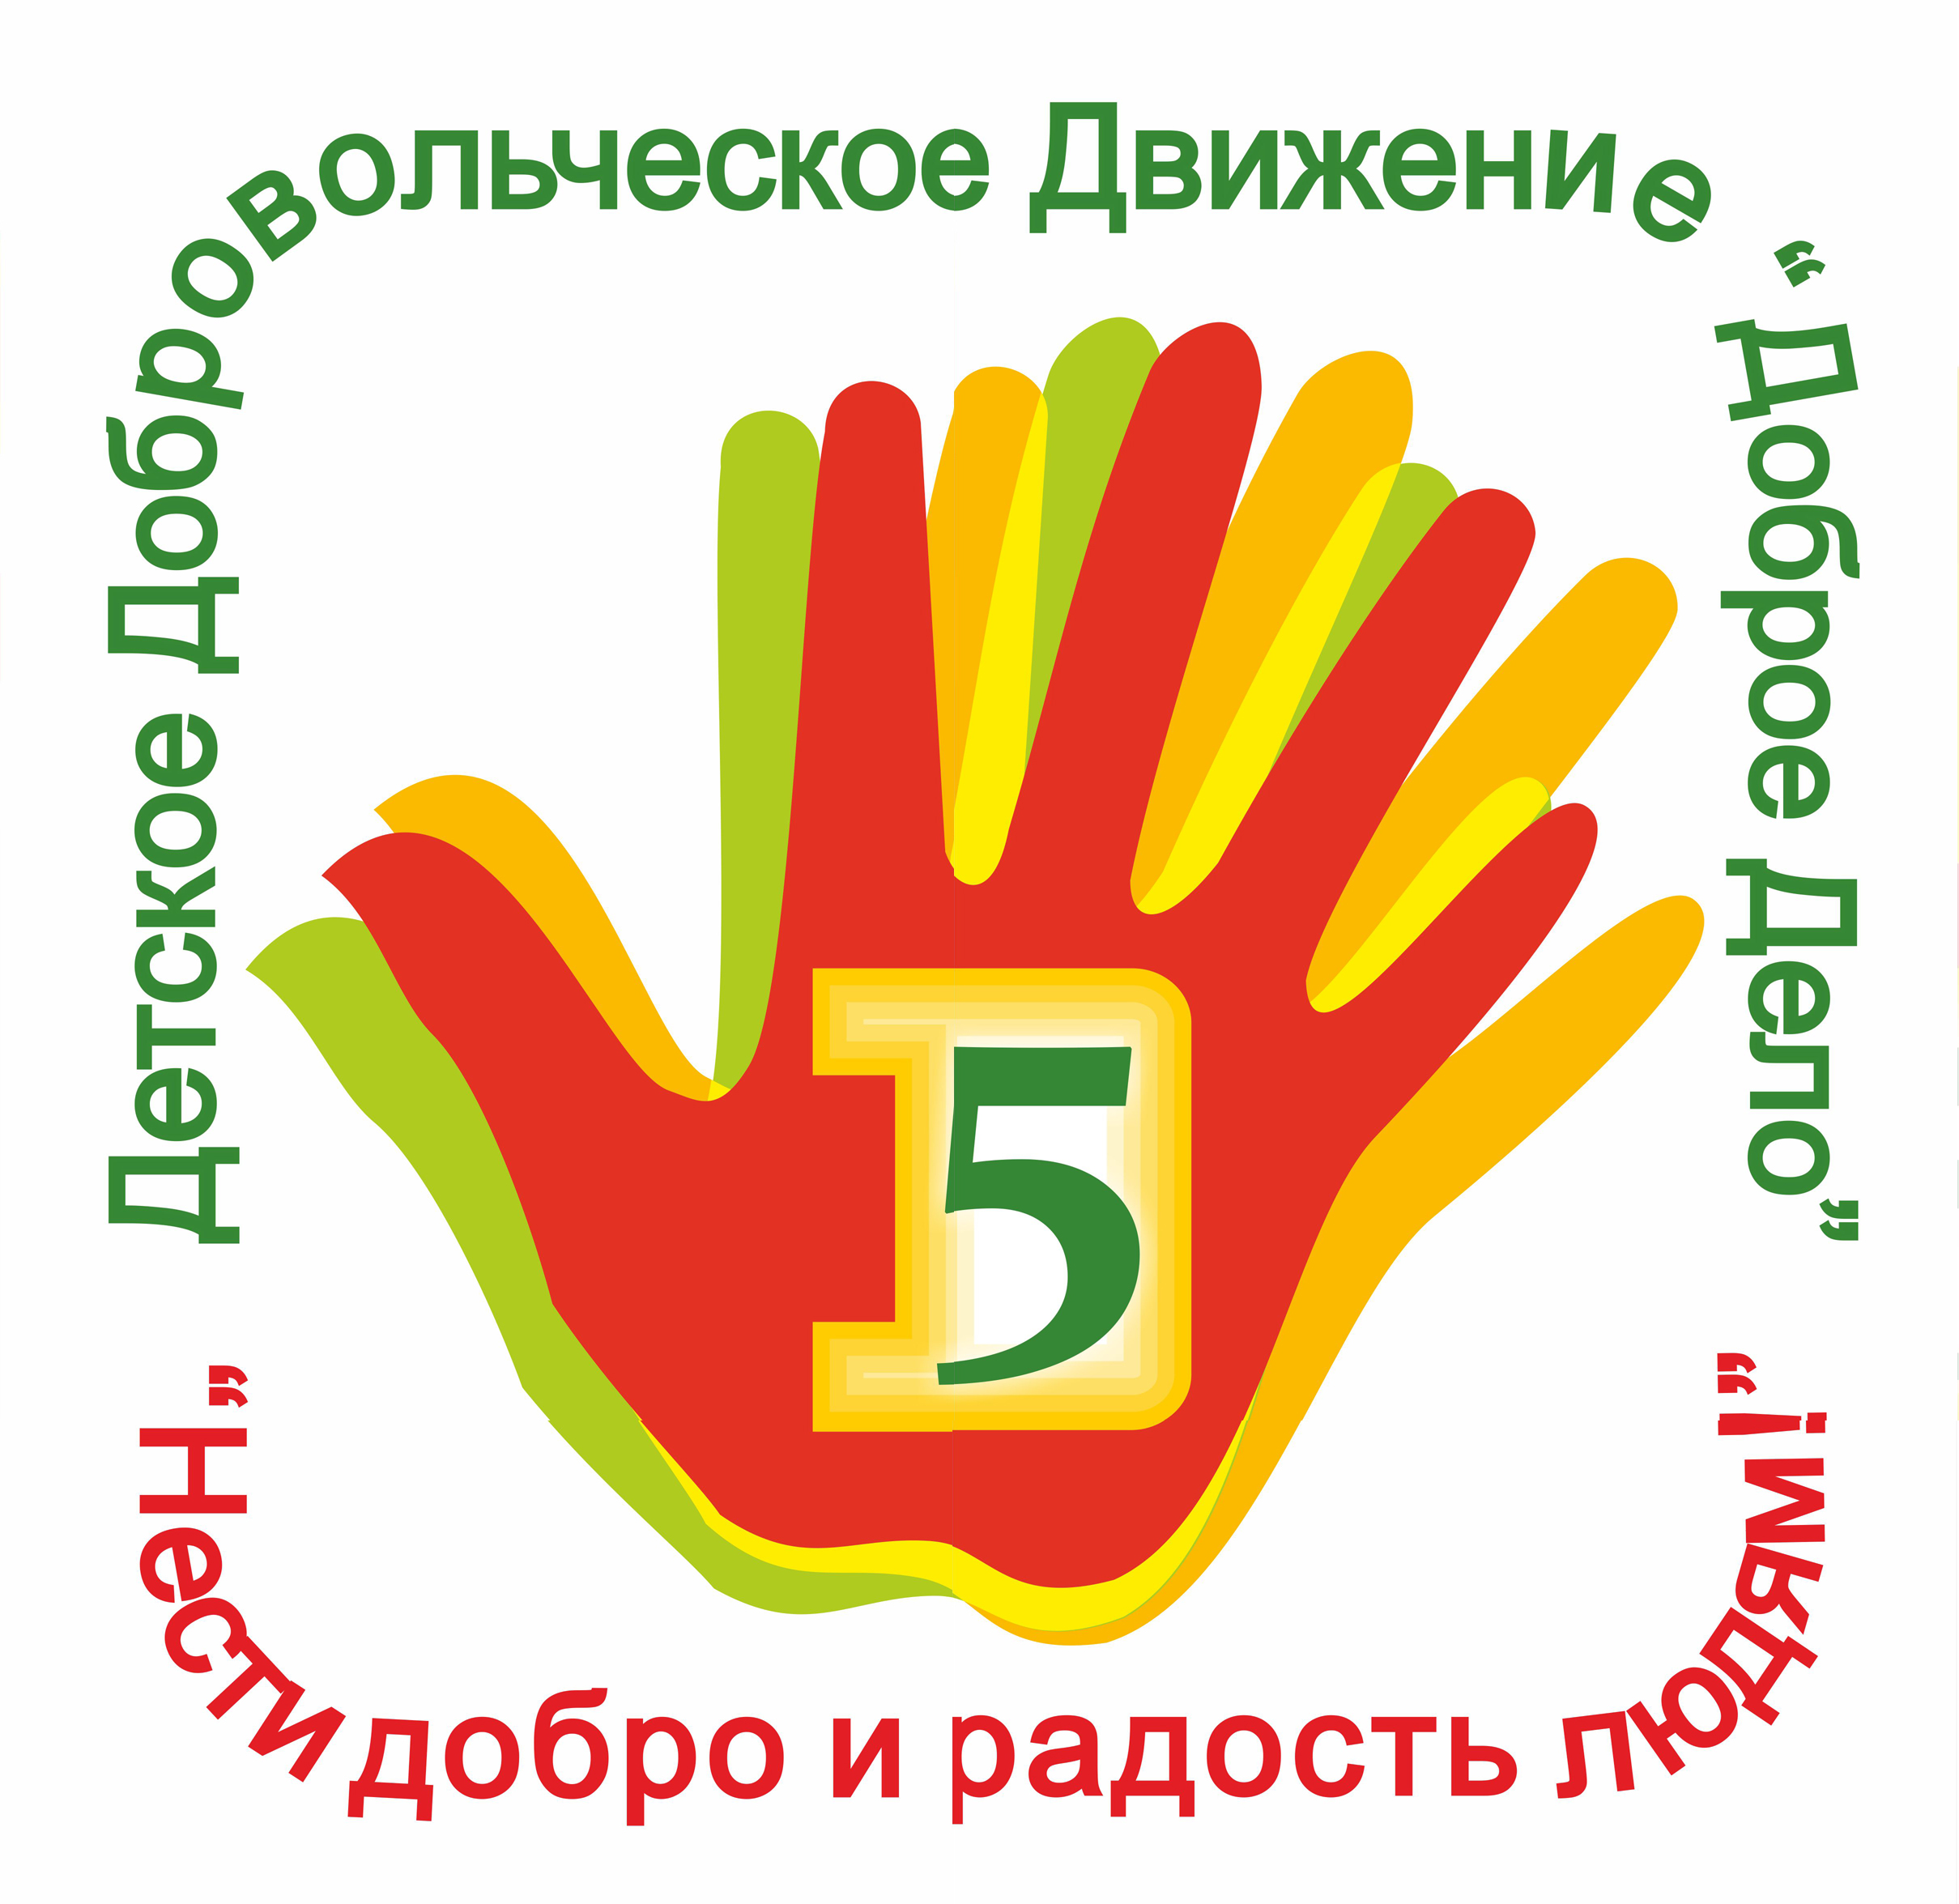 Детское Добровольческое Движение “Доброе Дело”
5
"Нести добро и радость людям!"